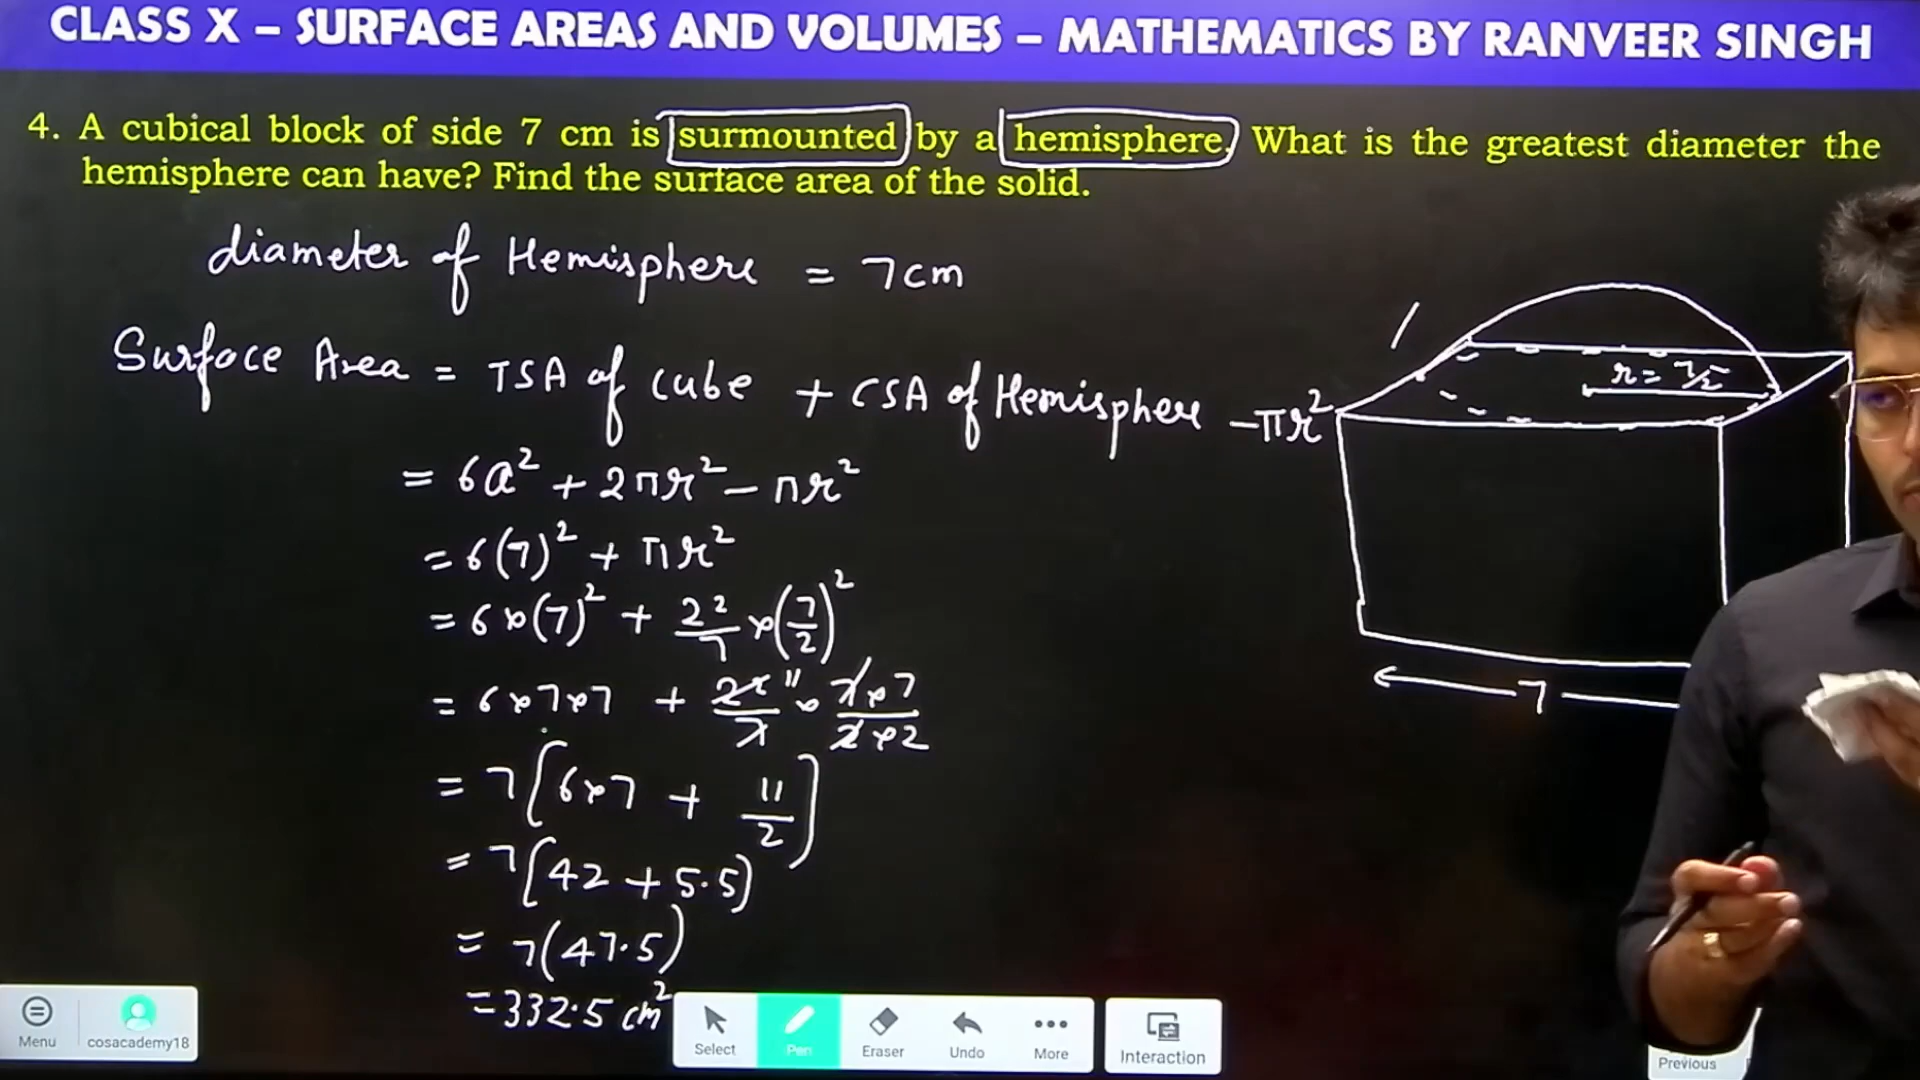 CLASS X – SURFACE AREAS AND VOLUMES – MATHEMATICS BY RANVEER SINGH
4. A cubical block of side 7 cm is surmounted by a hemisphere. What is the greatest diameter the
hemisphere can have? Find the surface area of the solid.
diameter of Hemisphere = 7cm
Surface Area = TSA of cube + CSA of Hemisphere - πr²
= 6a² + 2πr² - πr²
= 6(7)² + πr²
= 6×(7)² + 22/7 ×(7/2)²
= 6×7×7 + 22/7 11 × 7×7/2×2
= 7[6×7 + 11/2]
= 7[42 + 5.5)
= 7(47.5)
= 332.5 cm²
r = 7/2
7
Menu
cosacademy18
Select
Pen
Eraser
Undo
More
Interaction
Previous